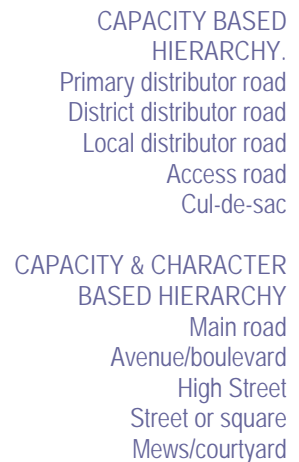 CAPACITY BASED
HIERARCHY.
Primary distributor road
District distributor road
Local distributor road
Access road
Cul-de-sac
CAPACITY & CHARACTER
BASED HIERARCHY
Main road
Avenue/boulevard
High Street
Street or square
Mews/courtyard